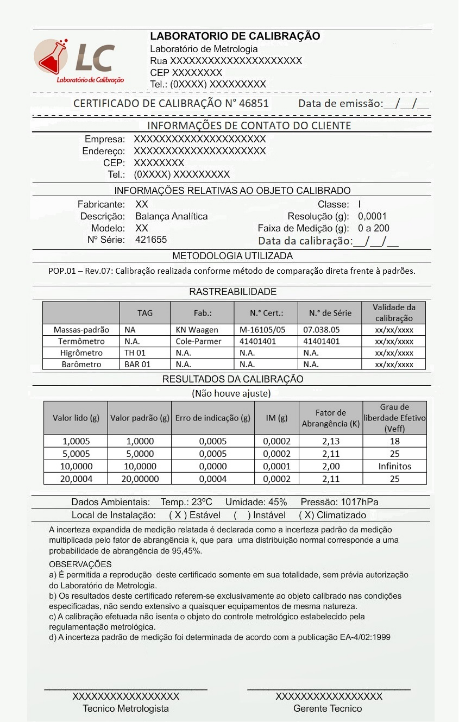 LC
Laboratório de Calibração
LABORATORIO DE CALIBRAÇÃO
Laboratório de Metrologia
Rua XXXXXXXXXXXXXXXXXXXXX
CEP XXXXXXXX
Tel.: (0XXXX) XXXXXXXXX
CERTIFICADO DE CALIBRAÇÃO N° 46851 Data de emissão:__/__/__
INFORMAÇÕES DE CONTATO DO CLIENTE
Empresa: XXXXXXXXXXXXXXXXXXXXX
Endereço: XXXXXXXXXXXXXXXXXXXXX
CEP: XXXXXXXX
Tel.: (0XXXX) XXXXXXXXX
INFORMAÇÕES RELATIVAS AO OBJETO CALIBRADO
Fabricante: XX Classe: I
Descrição: Balança Analítica Resolução (g): 0,0001
Modelo: XX Faixa de Medição (g): 0 a 200
N° Série: 421655 Data da calibração:__/__/__
METODOLOGIA UTILIZADA
POP.01 – Rev.07: Calibração realizada conforme método de comparação direta frente à padrões.
RASTREABILIDADE
TAG Fab.: N.° Cert.: N.° de Série Validade da calibração
Massas-padrão NA KN Waagen M-16105/05 07.038.05 xx/xx/xxxx
Termômetro N.A. Cole-Parmer 41401401 41401401 xx/xx/xxxx
Higrômetro TH 01 N.A. N.A. N.A. xx/xx/xxxx
Barômetro BAR 01 N.A. N.A. N.A. xx/xx/xxxx
RESULTADOS DA CALIBRAÇÃO
(Não houve ajuste)
Valor lido (g) Valor padrão (g) Erro de indicação (g) IM (g) Fator de Abrangência (K) Grau de liberdade Efetivo (Veff)
1,0005 1,0000 0,0005 0,0002 2,13 18
5,0005 5,0000 0,0005 0,0002 2,11 25
10,0000 10,0000 0,0000 0,0001 2,00 Infinitos
20,0004 20,00000 0,0004 0,0002 2,11 25
Dados Ambientais: Temp.: 23ºC Umidade: 45% Pressão: 1017hPa
Local de Instalação: ( X ) Estável ( ) Instável ( X) Climatizado
A incerteza expandida de medição relatada é declarada como a incerteza padrão da medição
multiplicada pelo fator de abrangência k, que para uma distribuição normal corresponde a uma
probabilidade de abrangência de 95,45%.
OBSERVAÇÕES
a) É permitida a reprodução deste certificado somente em sua totalidade, sem prévia autorização
do Laboratório de Metrologia.
b) Os resultados deste certificado referem-se exclusivamente ao objeto calibrado nas condições
especificadas, não sendo extensivo a quaisquer equipamentos de mesma natureza.
c) A calibração efetuada não isenta o objeto do controle metrológico estabelecido pela
regulamentação metrológica.
d) A incerteza padrão de medição foi determinada de acordo com a publicação EA-4/02:1999
XXXXXXXXXXXXXXXXX XXXXXXXXXXXXXXXXX
Tecnico Metrologista Gerente Tecnico